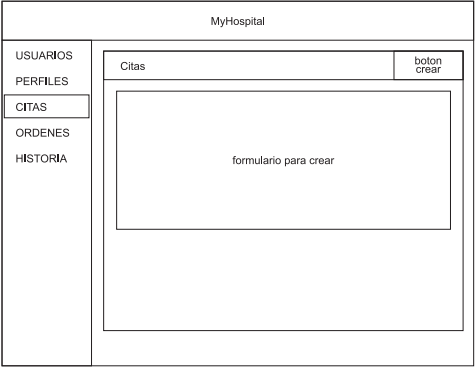 MyHospital
USUARIOS
PERFILES
CITAS
ORDENES
HISTORIA
Citas
boton
crear
formulario para crear